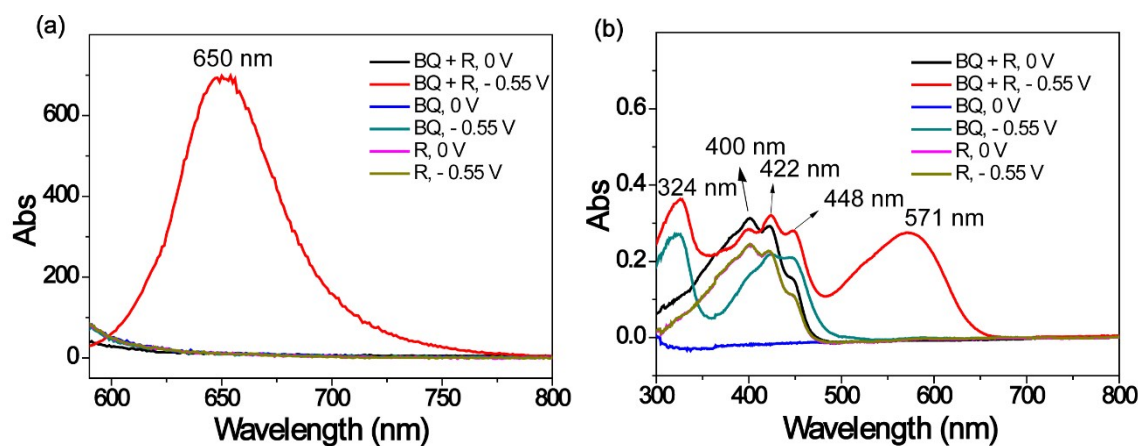 (a)
650 nm
BQ + R, 0 V
BQ + R, - 0.55 V
BQ, 0 V
BQ, - 0.55 V
R, 0 V
R, - 0.55 V
Abs
600
400
200
0
600
650
700
750
800
Wavelength (nm)
(b)
BQ + R, 0 V
BQ + R, - 0.55 V
BQ, 0 V
BQ, - 0.55 V
R, 0 V
R, - 0.55 V
400 nm
422 nm
324 nm
448 nm
571 nm
Abs
0.8
0.6
0.4
0.2
0.0
300
400
500
600
700
800
Wavelength (nm)